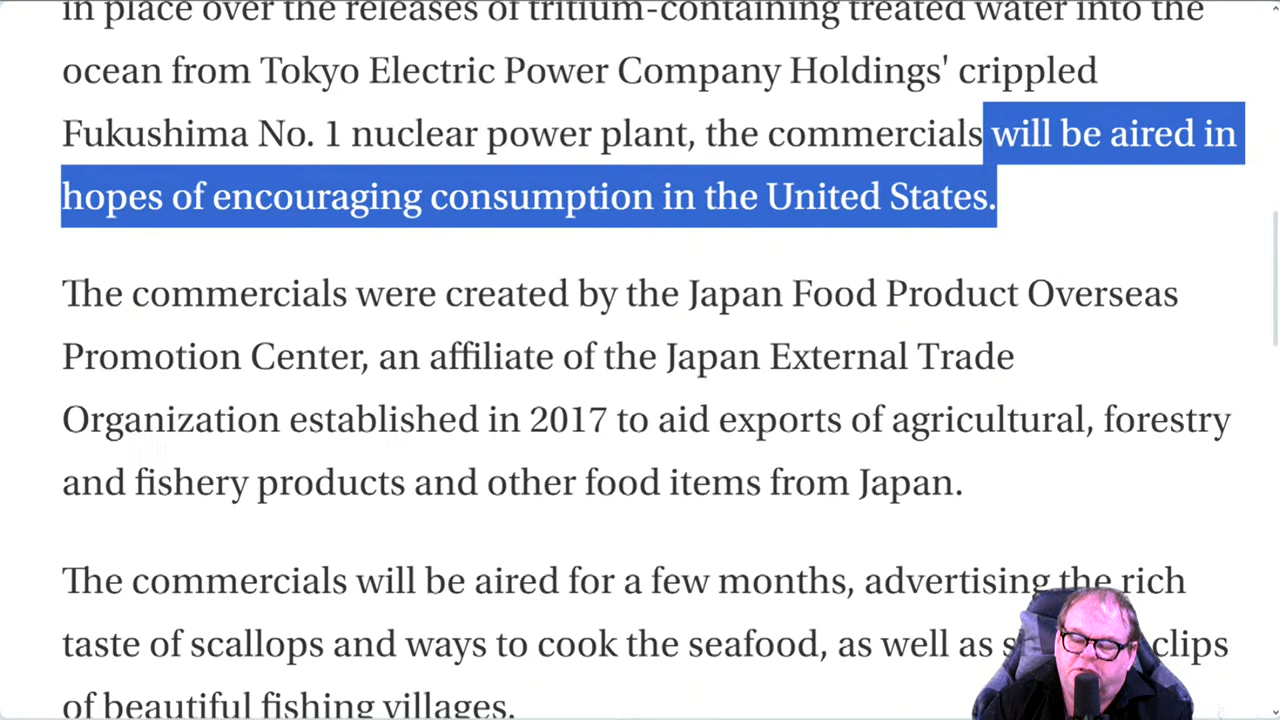 in place over the releases of tritium-containing treated water into the
ocean from Tokyo Electric Power Company Holdings' crippled
Fukushima No. 1 nuclear power plant, the commercials will be aired in
hopes of encouraging consumption in the United States.
The commercials were created by the Japan Food Product Overseas
Promotion Center, an affiliate of the Japan External Trade
Organization established in 2017 to aid exports of agricultural, forestry
and fishery products and other food items from Japan.
The commercials will be aired for a few months, advertising the rich
taste of scallops and ways to cook the seafood, as well as clips
of beautiful fishing villages.